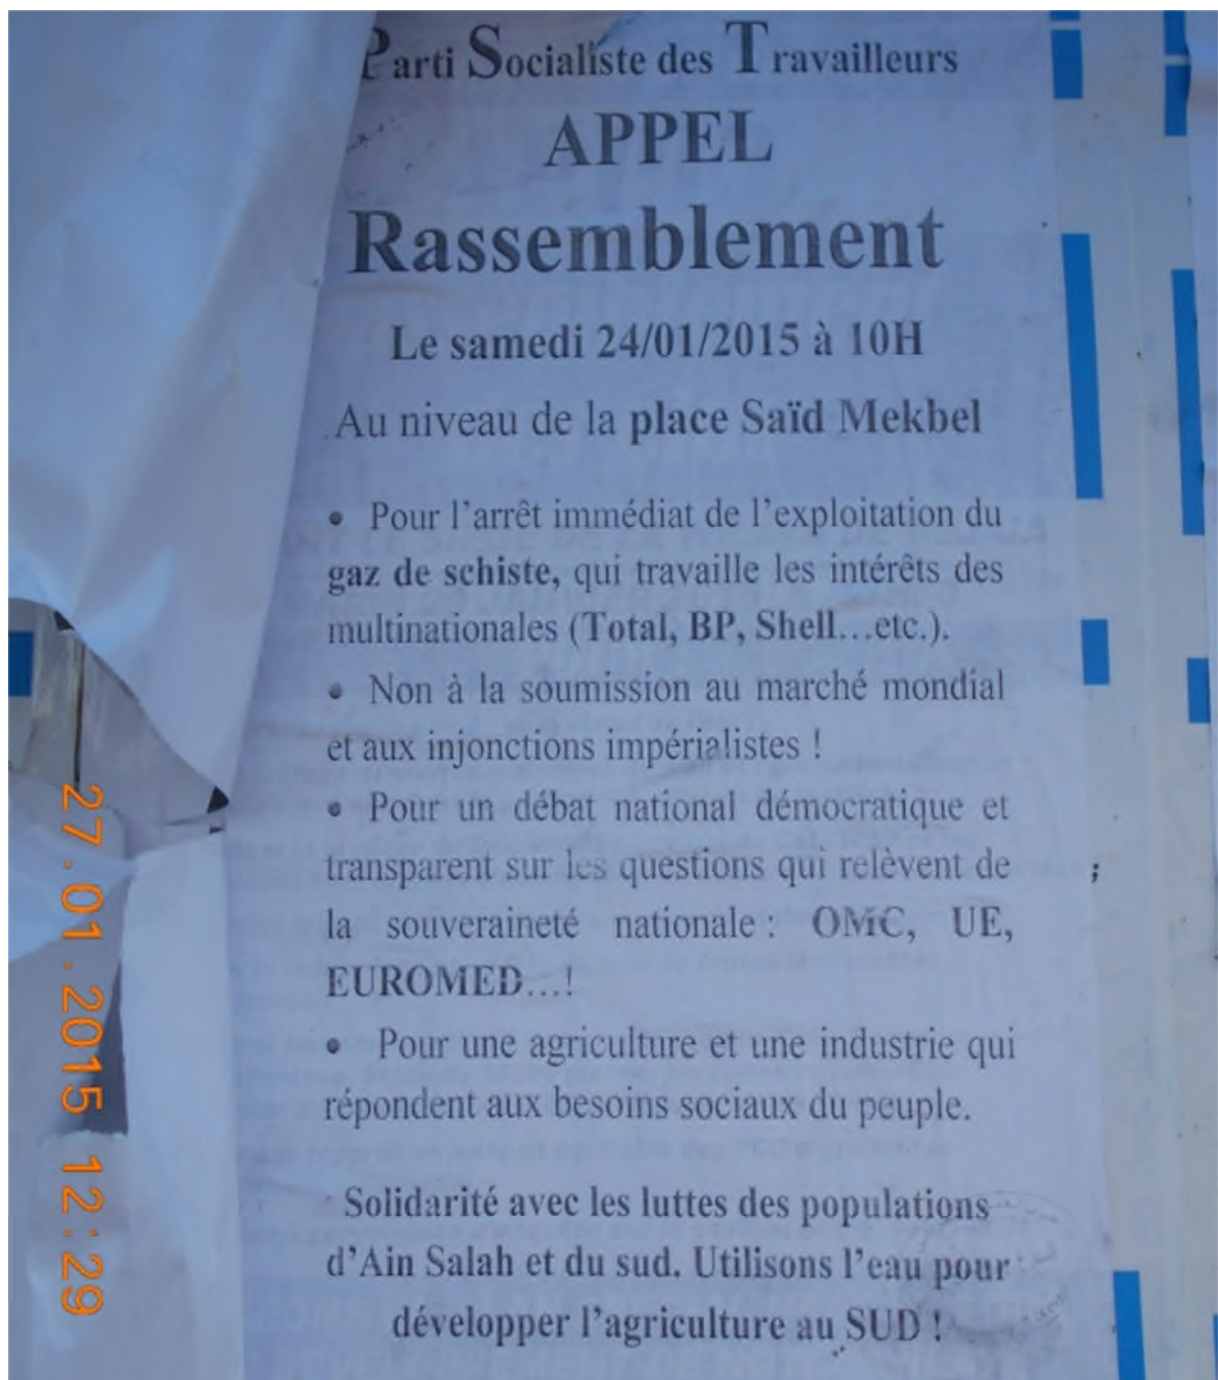 Parti Socialiste des Travailleurs
APPEL
Rassemblement
Le samedi 24/01/2015 à 10H
Au niveau de la place Saïd Mekbel
• Pour l'arrêt immédiat de l'exploitation du
gaz de schiste, qui travaille les intérêts des
multinationales (Total, BP, Shell...etc.).
• Non à la soumission au marché mondial
et aux injonctions impérialistes !
• Pour un débat national démocratique et
transparent sur les questions qui relèvent de
la souveraineté nationale : OMC, UE,
EUROMED...!
• Pour une agriculture et une industrie qui
répondent aux besoins sociaux du peuple.
Solidarité avec les luttes des populations
d'Ain Salah et du sud. Utilisons l'eau pour
développer l'agriculture au SUD !
27.01.2015 12:29